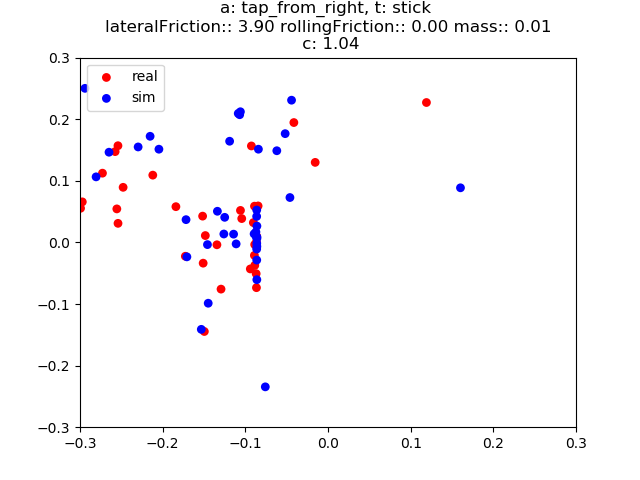 a: tap_from_right, t: stick
lateralFriction:: 3.90 rollingFriction:: 0.00 mass:: 0.01
c: 1.04
real
sim
0.3
0.2
0.1
0.0
−0.1
−0.2
−0.3
−0.3 −0.2 −0.1 0.0 0.1 0.2 0.3